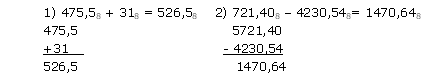 1) 475,5₈ + 31₈ = 526,5₈ 2) 721,40₈ – 4230,54₈= 1470,64₈
475,5 5721,40
+31 - 4230,54
526,5 1470,64